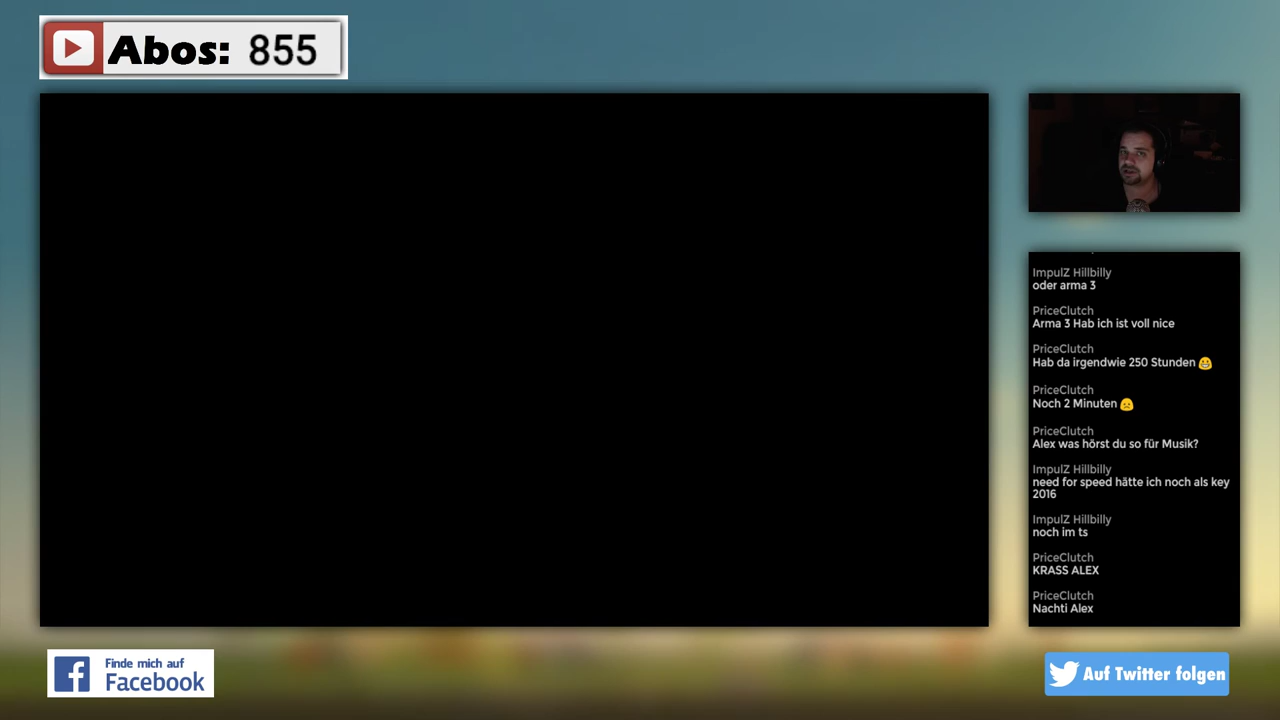 Abos: 855
ImpulZ Hillbilly
oder arma 3
PriceClutch
Arma 3 Hab ich ist voll nice
PriceClutch
Hab da irgendwie 250 Stunden 😀
PriceClutch
Noch 2 Minuten ☹️
PriceClutch
Alex was hörst du so für Musik?
ImpulZ Hillbilly
need for speed hätte ich noch als key
2016
ImpulZ Hillbilly
noch im ts
PriceClutch
KRASS ALEX
PriceClutch
Nachti Alex
Finde mich auf
Facebook
Auf Twitter folgen